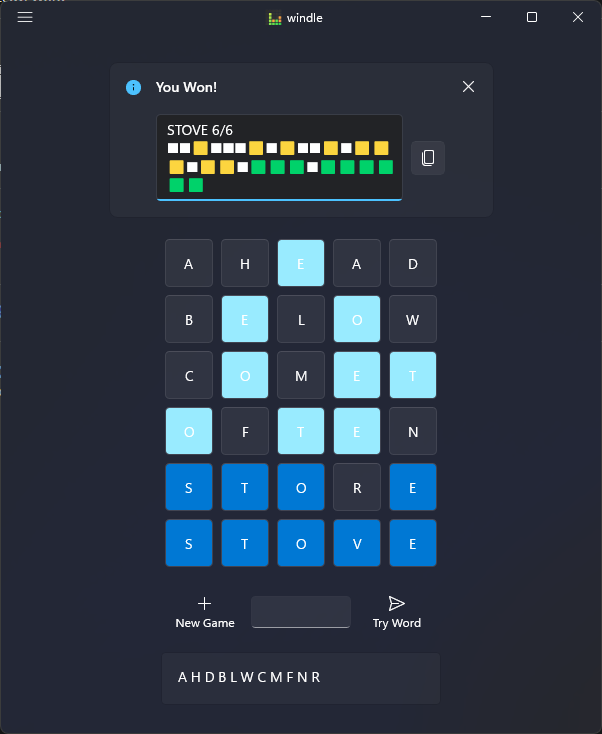 windle
You Won!
STOVE 6/6
⬜⬜🟨⬜⬜⬜🟨⬜🟨⬜⬜🟨⬜🟨🟨
🟨⬜🟨🟨⬜🟩🟩🟩⬜🟩🟩🟩🟩
🟩🟩
A H E A D
B E L O W
C O M E T
O F T E N
S T O R E
S T O V E
New Game
Try Word
A H D B L W C M F N R